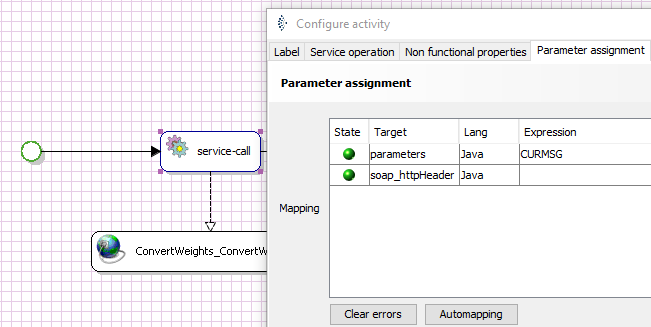 Configure activity
Label Service operation Non functional properties Parameter assignment
Parameter assignment
State Target Lang Expression
parameters Java CURMSG
soap_httpHeader Java
Mapping
Clear errors Automapping
service-call
ConvertWeights_ConvertW